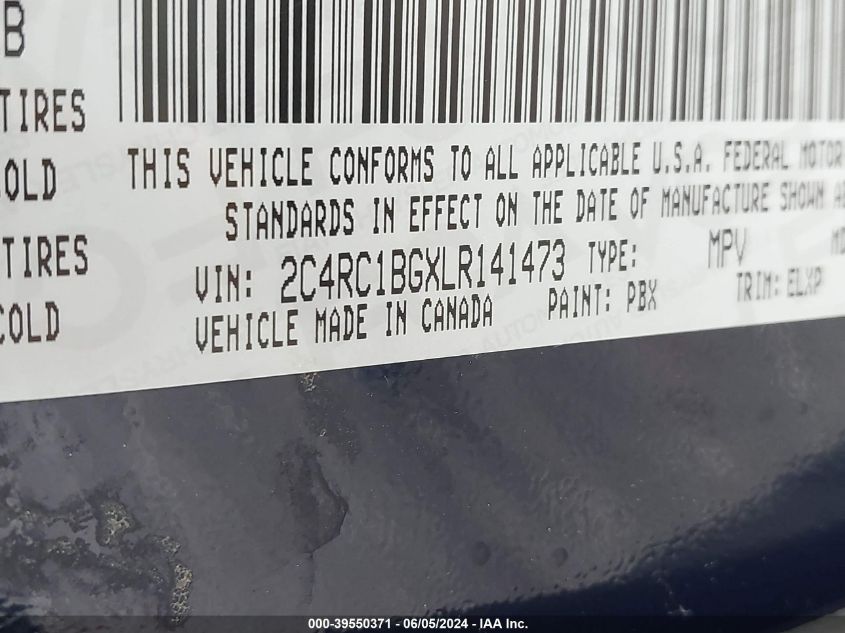 B
TIRES
THIS VEHICLE CONFORMS TO ALL APPLICABLE U.S.A. FEDERAL MOTOR
OLD
STANDARDS IN EFFECT ON THE DATE OF MANUFACTURE SHOWN
TIRES
VIN: 2C4RC1BGXLR141473 TYPE: MPV
COLD
VEHICLE MADE IN CANADA PAINT: PBX TRIM: ELXP
000-39550371 - 06/05/2024 - IAA Inc.